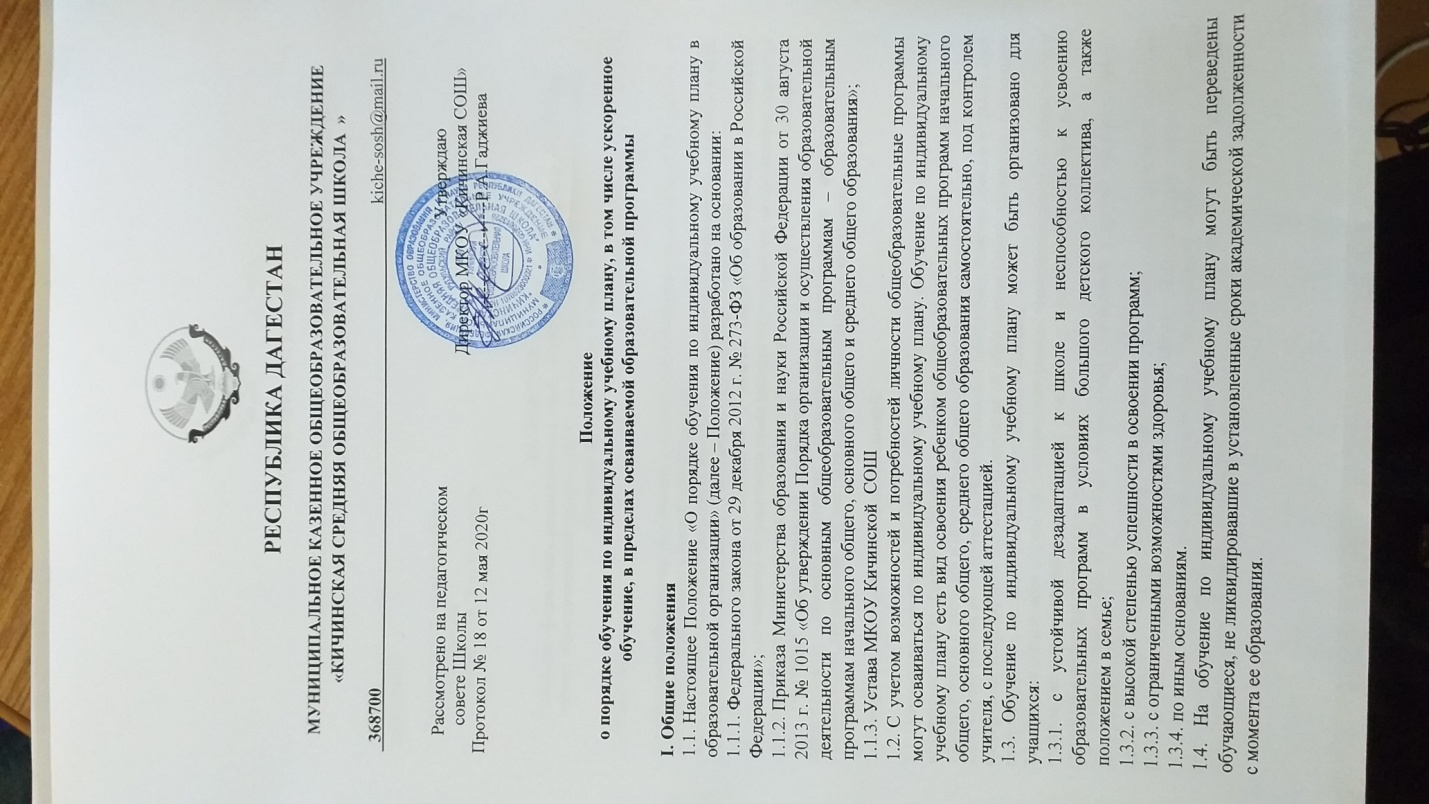 РЕСПУБЛИКА ДАГЕСТАН
МУНИЦИПАЛЬНОЕ КАЗЕННОЕ ОБЩЕОБРАЗОВАТЕЛЬНОЕ УЧРЕЖДЕНИЕ
«КИЧИНСКАЯ СРЕДНЯЯ ОБЩЕОБРАЗОВАТЕЛЬНАЯ ШКОЛА »
368700 kiche-sosh@mail.ru
Рассмотрено на педагогическом
совете Школы
Протокол № 18 от 12 мая 2020г
Утверждаю
Директор МКОУ «Кичинская СОШ»
Р.А.Гаджиева
Положение
о порядке обучения по индивидуальному учебному плану, в том числе ускоренное
обучение, в пределах осваиваемой образовательной программы
I. Общие положения
1.1. Настоящее Положение «О порядке обучения по индивидуальному учебному плану в
образовательной организации» (далее – Положение) разработано на основании:
1.1.1. Федерального закона от 29 декабря 2012 г. № 273-ФЗ «Об образовании в Российской
Федерации»;
1.1.2. Приказа Министерства образования и науки Российской Федерации от 30 августа
2013 г. № 1015 «Об утверждении Порядка организации и осуществления образовательной
деятельности по основным общеобразовательным программам – образовательным
программам начального общего, основного общего и среднего общего образования»;
1.1.3. Устава МКОУ Кичинской СОШ
1.2. С учетом возможностей и потребностей личности общеобразовательные программы
могут осваиваться по индивидуальному учебному плану. Обучение по индивидуальному
учебному плану есть вид освоения ребенком общеобразовательных программ начального
общего, основного общего, среднего общего образования самостоятельно, под контролем
учителя, с последующей аттестацией.
1.3. Обучение по индивидуальному учебному плану может быть организовано для
учащихся:
1.3.1. с устойчивой дезадаптацией к школе и неспособностью к усвоению
образовательных программ в условиях большого детского коллектива, а также
положением в семье;
1.3.2. с высокой степенью успешности в освоении программ;
1.3.3. с ограниченными возможностями здоровья;
1.3.4. по иным основаниям.
1.4. На обучение по индивидуальному учебному плану могут быть переведены
обучающиеся, не ликвидировавшие в установленные сроки академической задолженности
с момента ее образования.